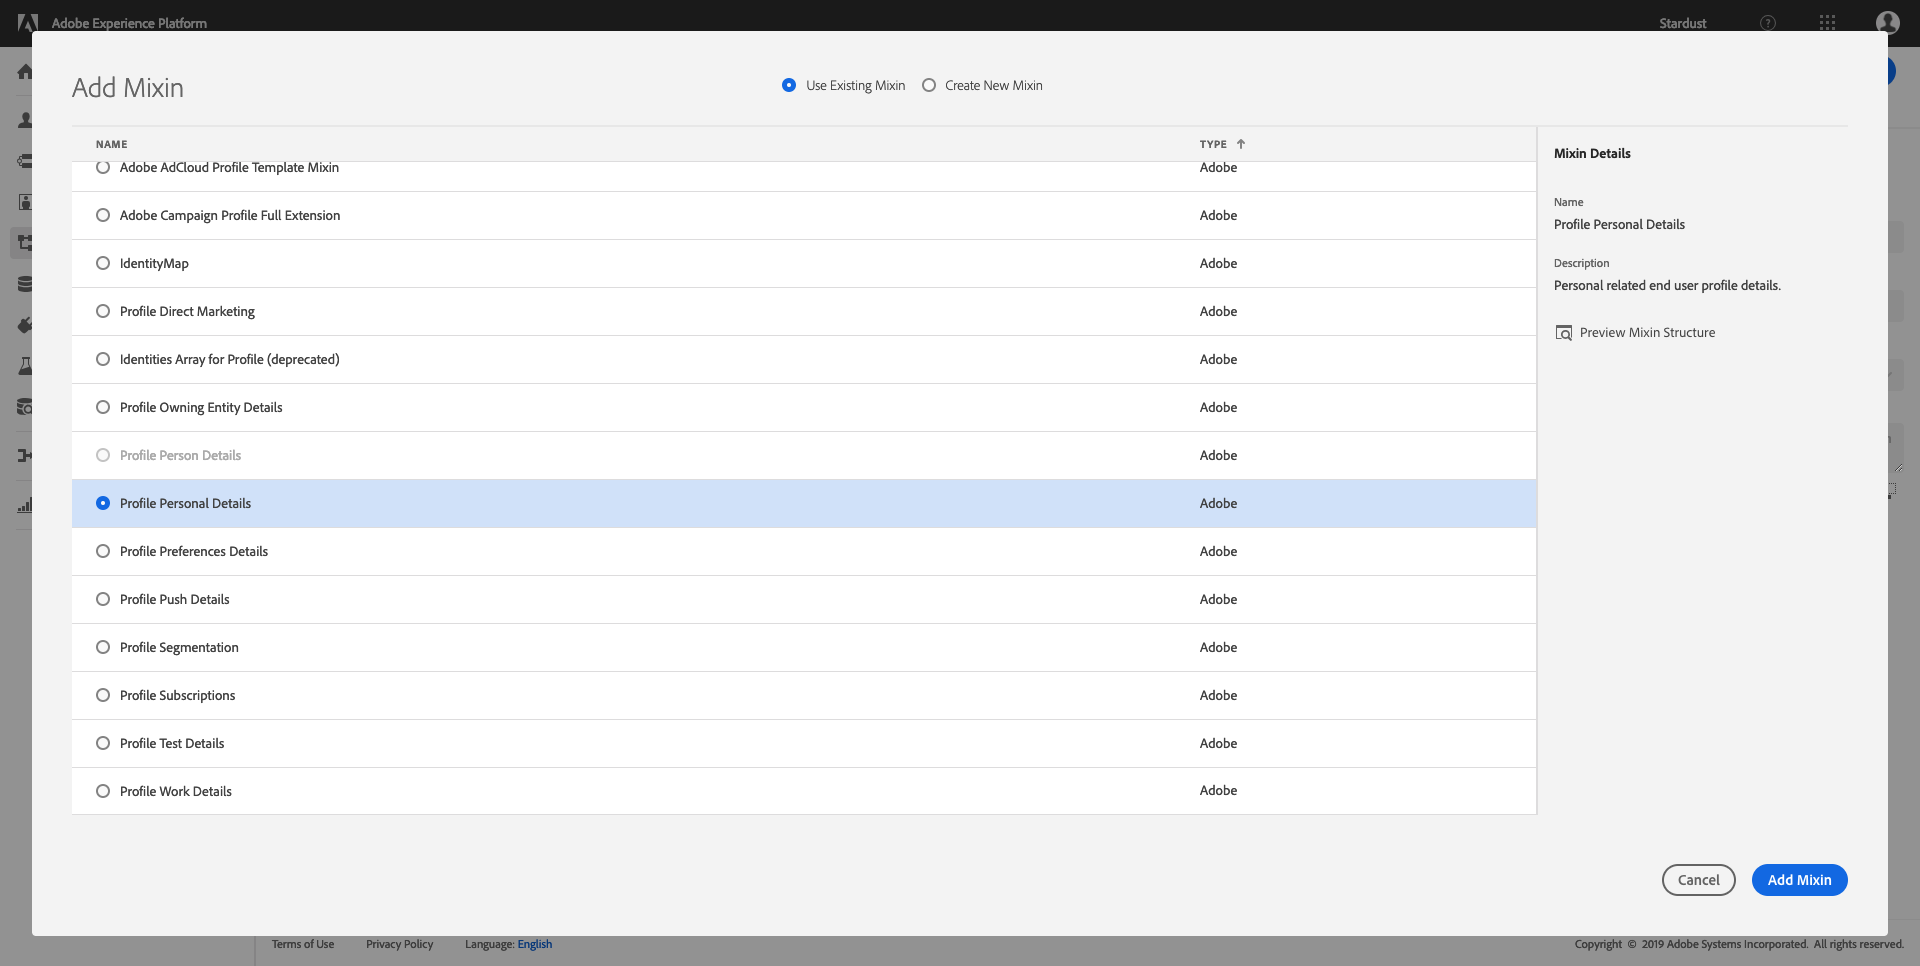 Adobe Experience Platform
Stardust
Add Mixin
Use Existing Mixin
Create New Mixin
NAME
TYPE
Adobe AdCloud Profile Template Mixin
Adobe
Adobe Campaign Profile Full Extension
Adobe
IdentityMap
Adobe
Profile Direct Marketing
Adobe
Identities Array for Profile (deprecated)
Adobe
Profile Owning Entity Details
Adobe
Profile Person Details
Adobe
Profile Personal Details
Adobe
Profile Preferences Details
Adobe
Profile Push Details
Adobe
Profile Segmentation
Adobe
Profile Subscriptions
Adobe
Profile Test Details
Adobe
Profile Work Details
Adobe
Mixin Details
Name
Profile Personal Details
Description
Personal related end user profile details.
Preview Mixin Structure
Cancel
Add Mixin
Terms of Use
Privacy Policy
Language: English
Copyright © 2019 Adobe Systems Incorporated. All rights reserved.